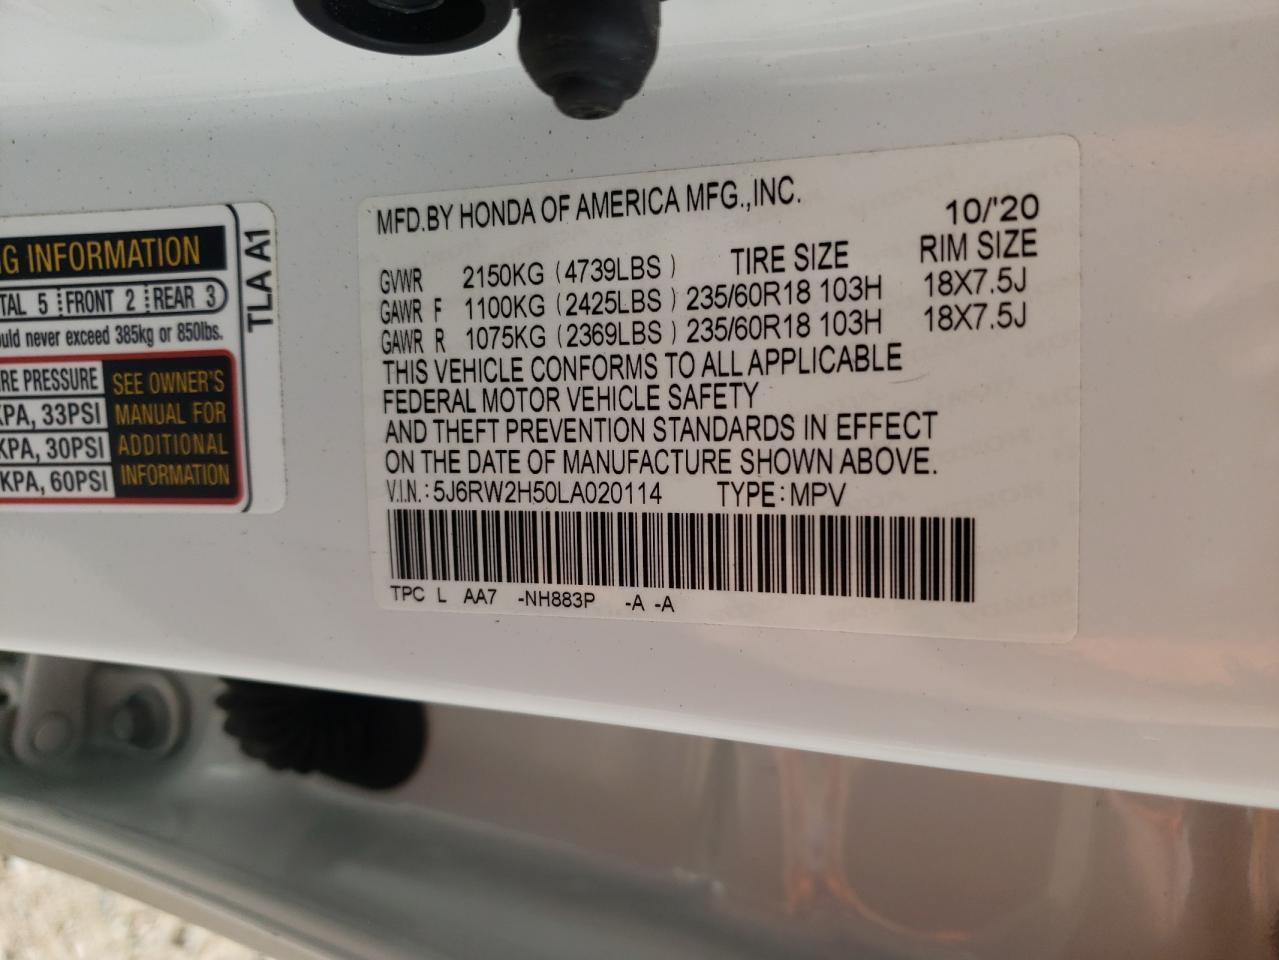 G INFORMATION
TAL 5 FRONT 2 REAR 3
never exceed 385kg or 850lbs.
PRESSURE
KPA, 33PSI
KPA, 30PSI
KPA, 60PSI
SEE OWNER'S
MANUAL FOR
ADDITIONAL
INFORMATION
TLA A1
MFD. BY HONDA OF AMERICA MFG., INC.
10/'20
GVWR 2150KG (4739LBS) TIRE SIZE RIM SIZE
GAWR F 1100KG (2425LBS) 235/60R18 103H 18X7.5J
GAWR R 1075KG (2369LBS) 235/60R18 103H 18X7.5J
THIS VEHICLE CONFORMS TO ALL APPLICABLE
FEDERAL MOTOR VEHICLE SAFETY
AND THEFT PREVENTION STANDARDS IN EFFECT
ON THE DATE OF MANUFACTURE SHOWN ABOVE.
V.I.N.: 5J6RW2H50LA020114 TYPE: MPV
TPC L AA7 -NH883P -A -A